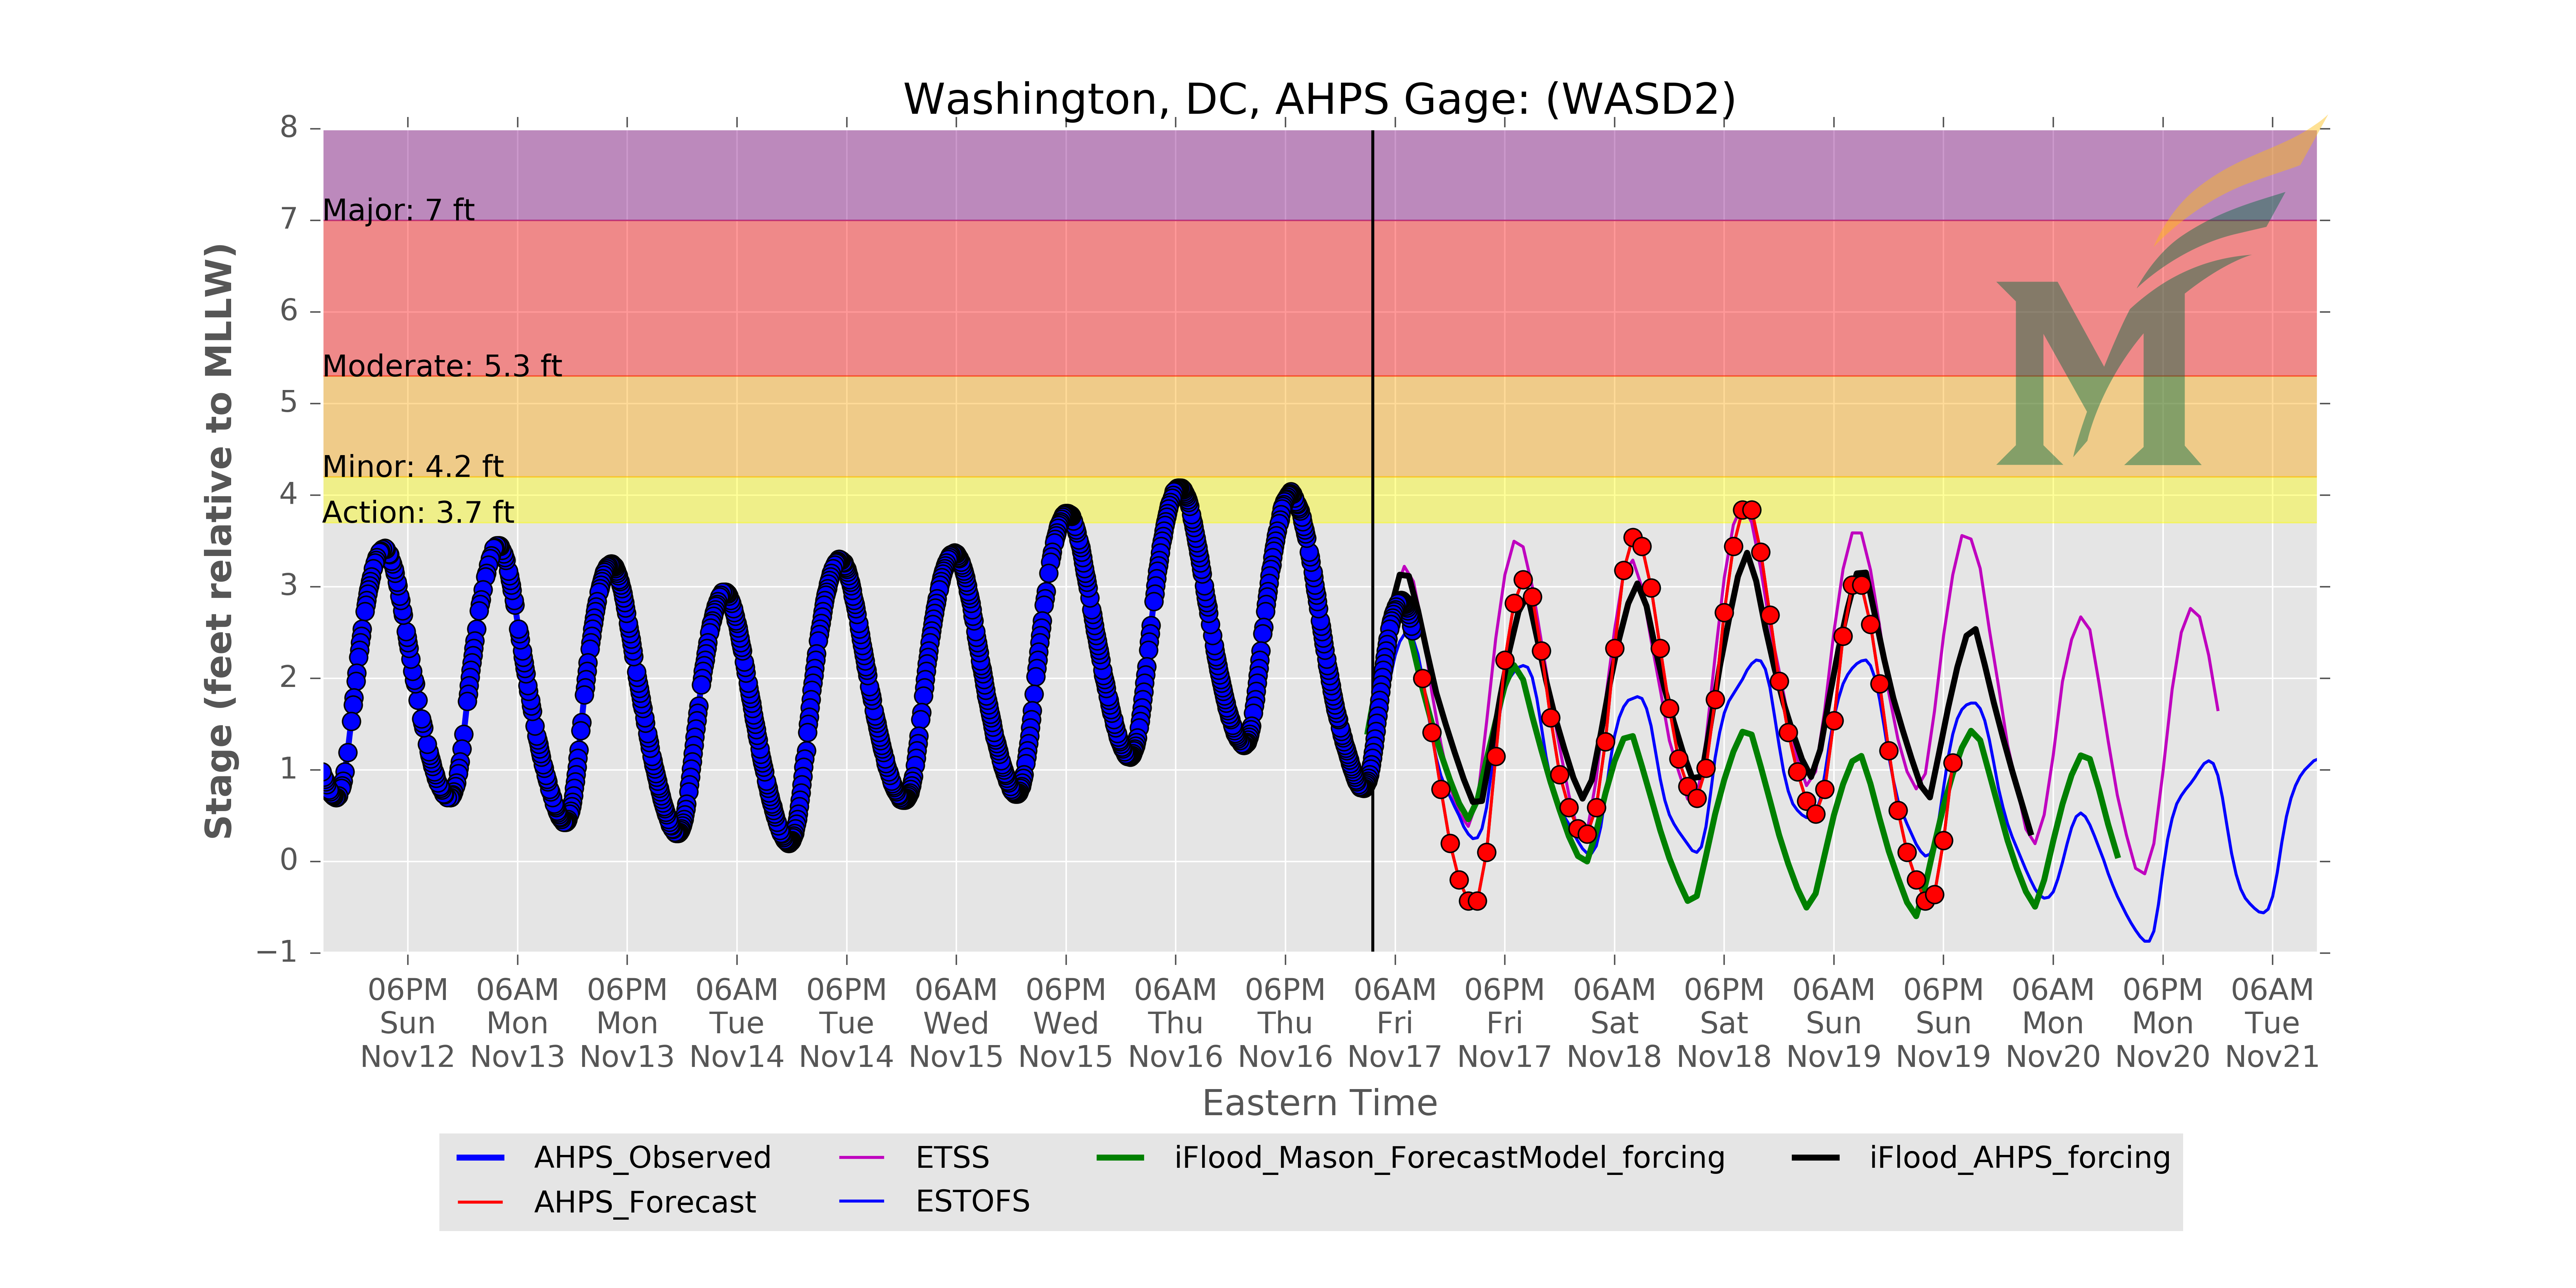 Washington, DC, AHPS Gage: (WASD2)
8
7
6
5
4
3
2
1
0
−1
Stage (feet relative to MLLW)
Major: 7 ft
Moderate: 5.3 ft
Minor: 4.2 ft
Action: 3.7 ft
M
06PM 06AM 06PM 06AM 06PM 06AM 06PM 06AM 06PM 06AM 06PM 06AM 06PM 06AM 06PM 06AM 06PM 06AM
Sun Mon Mon Tue Tue Wed Wed Thu Thu Fri Fri Sat Sat Sun Sun Mon Mon Tue
Nov12 Nov13 Nov13 Nov14 Nov14 Nov15 Nov15 Nov16 Nov16 Nov17 Nov17 Nov18 Nov18 Nov19 Nov19 Nov20 Nov20 Nov21
Eastern Time
AHPS_Observed ETSS iFlood_Mason_ForecastModel_forcing iFlood_AHPS_forcing
AHPS_Forecast ESTOFS